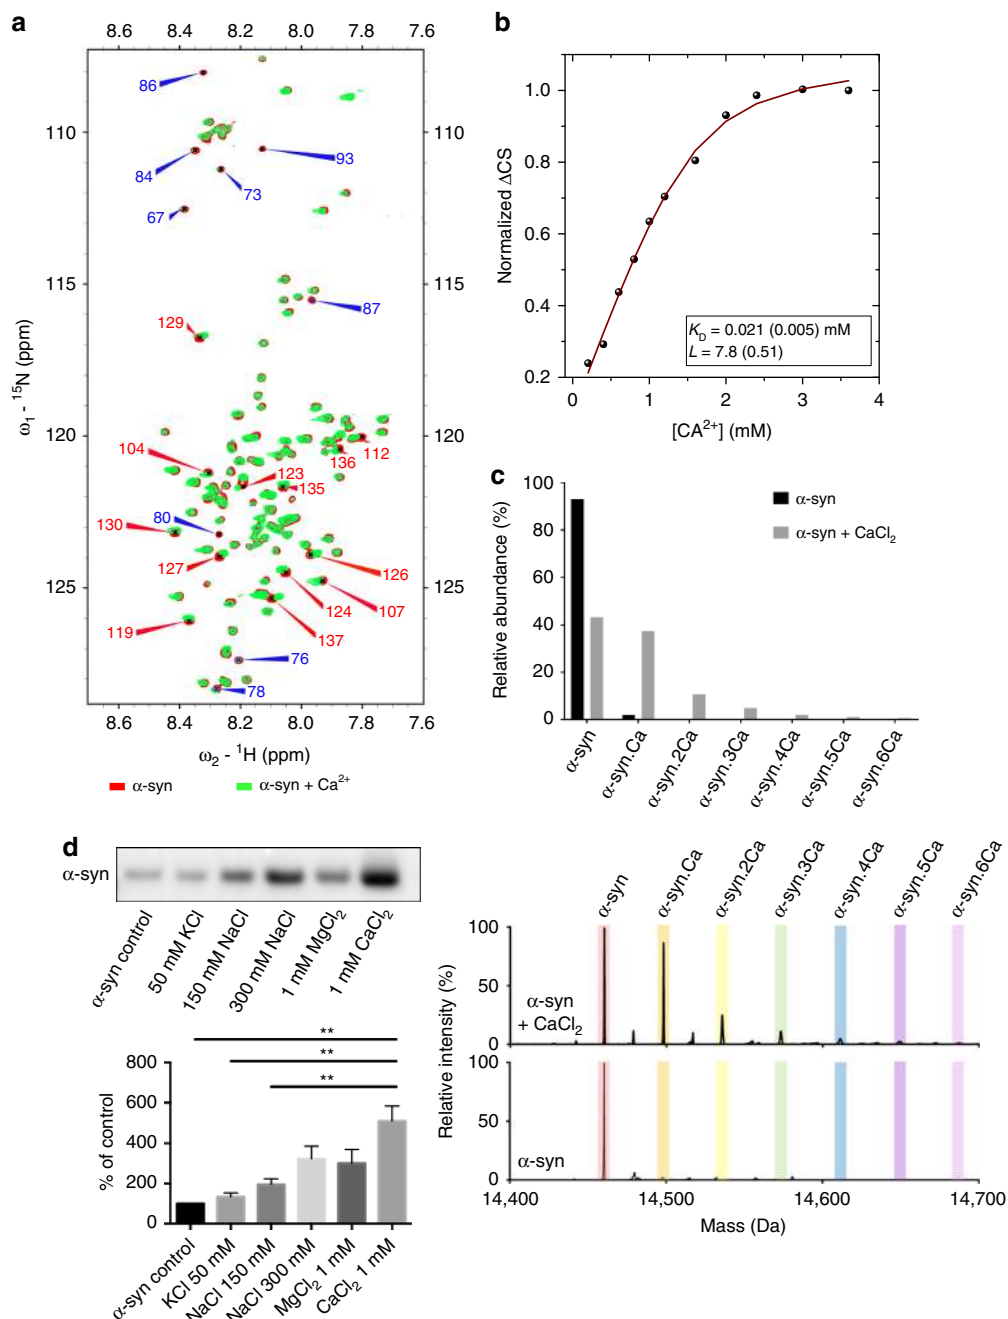 a
8.6 8.4 8.2 8.0 7.8 7.6
110
115
120
125
110
115
120
125
86
84
93
73
67
87
129
104
112
136
123
135
130
80
127
126
124
107
119
137
76
78
ω1 - 15N (ppm)
8.6 8.4 8.2 8.0 7.8 7.6
ω2 - 1H (ppm)
α-syn
α-syn + Ca2+
b
Normalized ΔCS
1.0
0.8
0.6
0.4
0.2
KD = 0.021 (0.005) mM
L = 7.8 (0.51)
0 1 2 3 4
[CA2+] (mM)
c
Relative abundance (%)
100
80
60
40
20
0
α-syn
α-syn + CaCl2
α-syn
α-syn.Ca
α-syn.2Ca
α-syn.3Ca
α-syn.4Ca
α-syn.5Ca
α-syn.6Ca
d
α-syn
α-syn control
50 mM KCl
150 mM NaCl
300 mM NaCl
1 mM MgCl2
1 mM CaCl2
**
**
**
% of control
800
600
400
200
0
α-syn control
KCl 50 mM
NaCl 150 mM
NaCl 300 mM
MgCl2 1 mM
CaCl2 1 mM
α-syn
α-syn.Ca
α-syn.2Ca
α-syn.3Ca
α-syn.4Ca
α-syn.5Ca
α-syn.6Ca
Relative intensity (%)
100
50
0
α-syn
+ CaCl2
100
50
0
α-syn
14,400 14,500 14,600 14,700
Mass (Da)